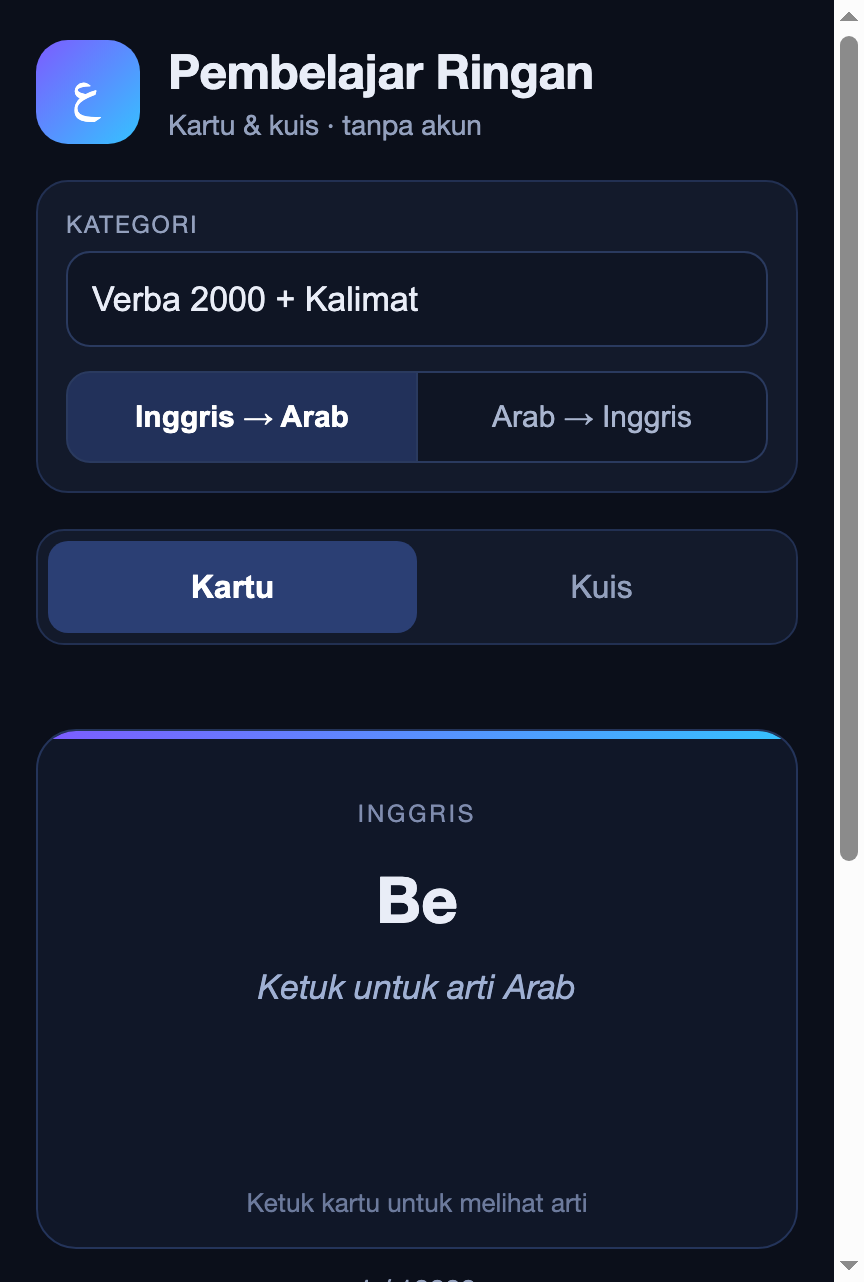 ع
Pembelajar Ringan
Kartu & kuis · tanpa akun
KATEGORI
Verba 2000 + Kalimat
Inggris → Arab
Arab → Inggris
Kartu
Kuis
INGGRIS
Be
Ketuk untuk arti Arab
Ketuk kartu untuk melihat arti